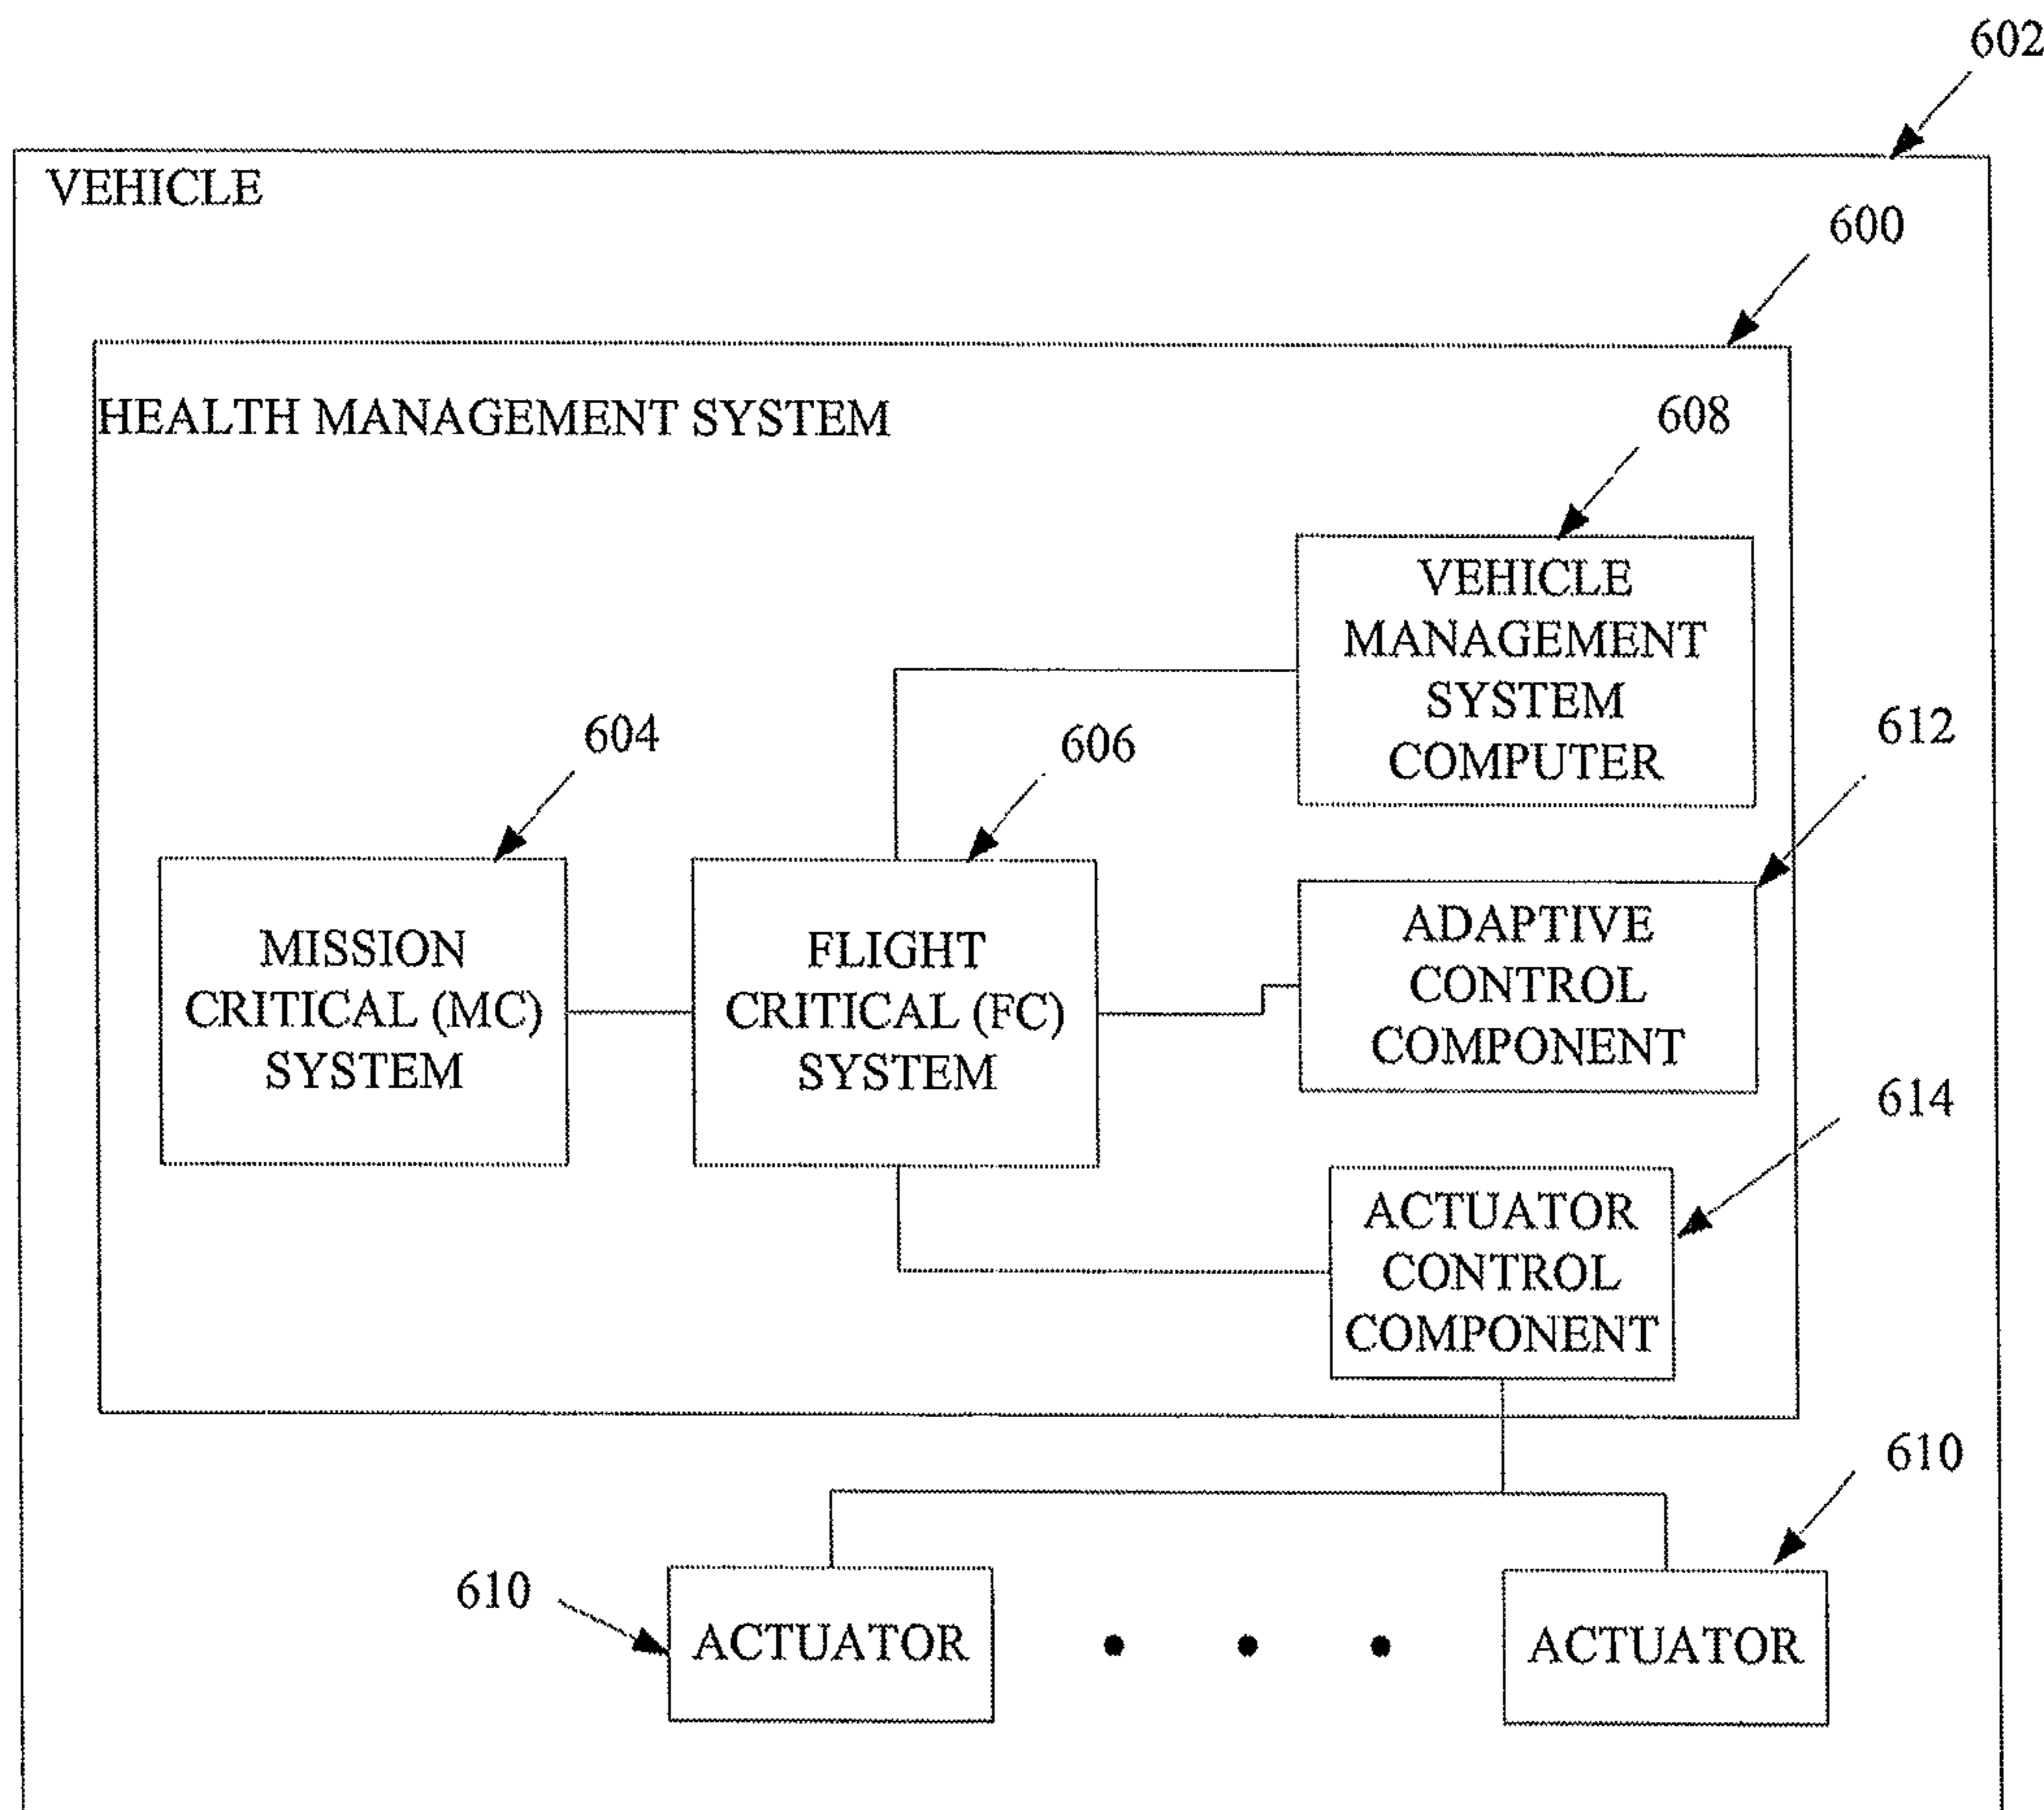 602
VEHICLE
600
HEALTH MANAGEMENT SYSTEM
608
VEHICLE
MANAGEMENT
SYSTEM
COMPUTER
604
606
612
MISSION
CRITICAL (MC)
SYSTEM
FLIGHT
CRITICAL (FC)
SYSTEM
ADAPTIVE
CONTROL
COMPONENT
614
ACTUATOR
CONTROL
COMPONENT
610
610
ACTUATOR
ACTUATOR